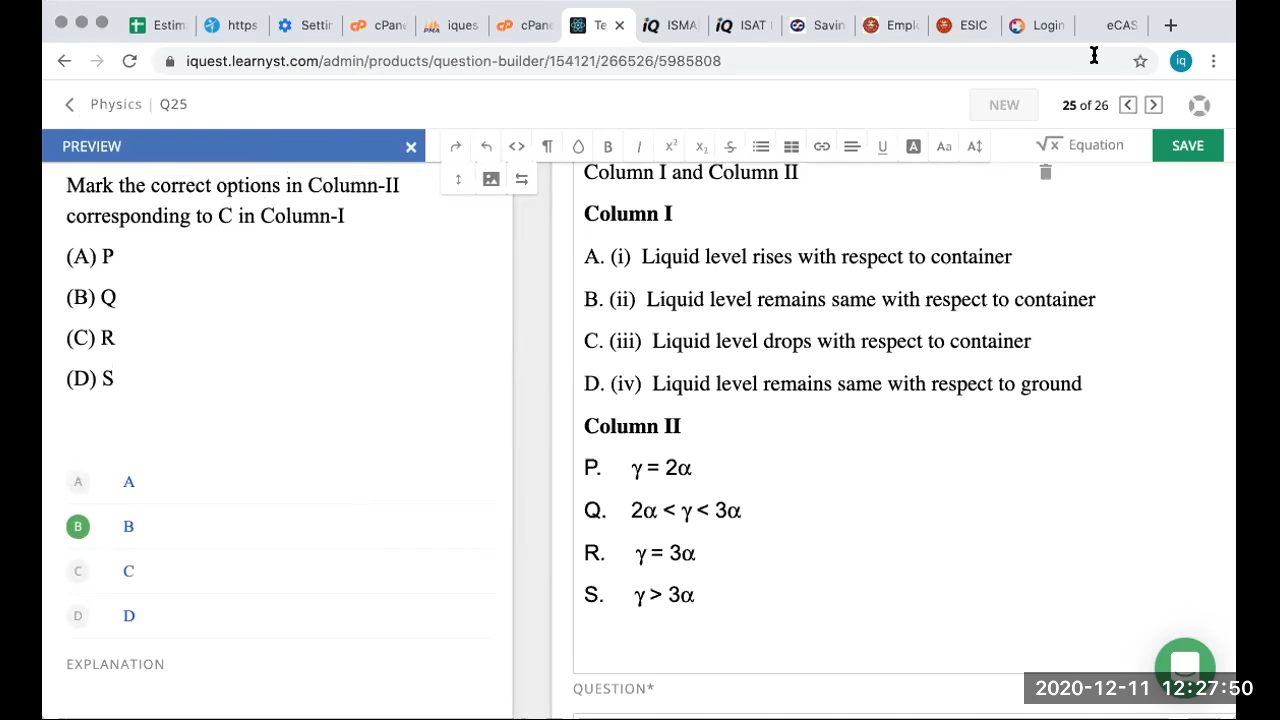 Estim
https
Settir
cPane
iques
cPane
Te
ISMA
ISAT
Savin
Emplo
ESIC
Login
eCAS
iquest.learnyst.com/admin/products/question-builder/154121/266526/5985808
iq
Physics | Q25
NEW
25 of 26
PREVIEW
Equation
SAVE
Mark the correct options in Column-II
corresponding to C in Column-I
(A) P
(B) Q
(C) R
(D) S
A A
B B
C C
D D
EXPLANATION
Column I and Column II
Column I
A. (i) Liquid level rises with respect to container
B. (ii) Liquid level remains same with respect to container
C. (iii) Liquid level drops with respect to container
D. (iv) Liquid level remains same with respect to ground
Column II
P. γ = 2α
Q. 2α < γ < 3α
R. γ = 3α
S. γ > 3α
QUESTION*
2020-12-11 12:27:50